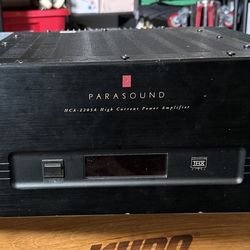 PARASOUND
HCA-2205A High Current Power Amplifier
THX